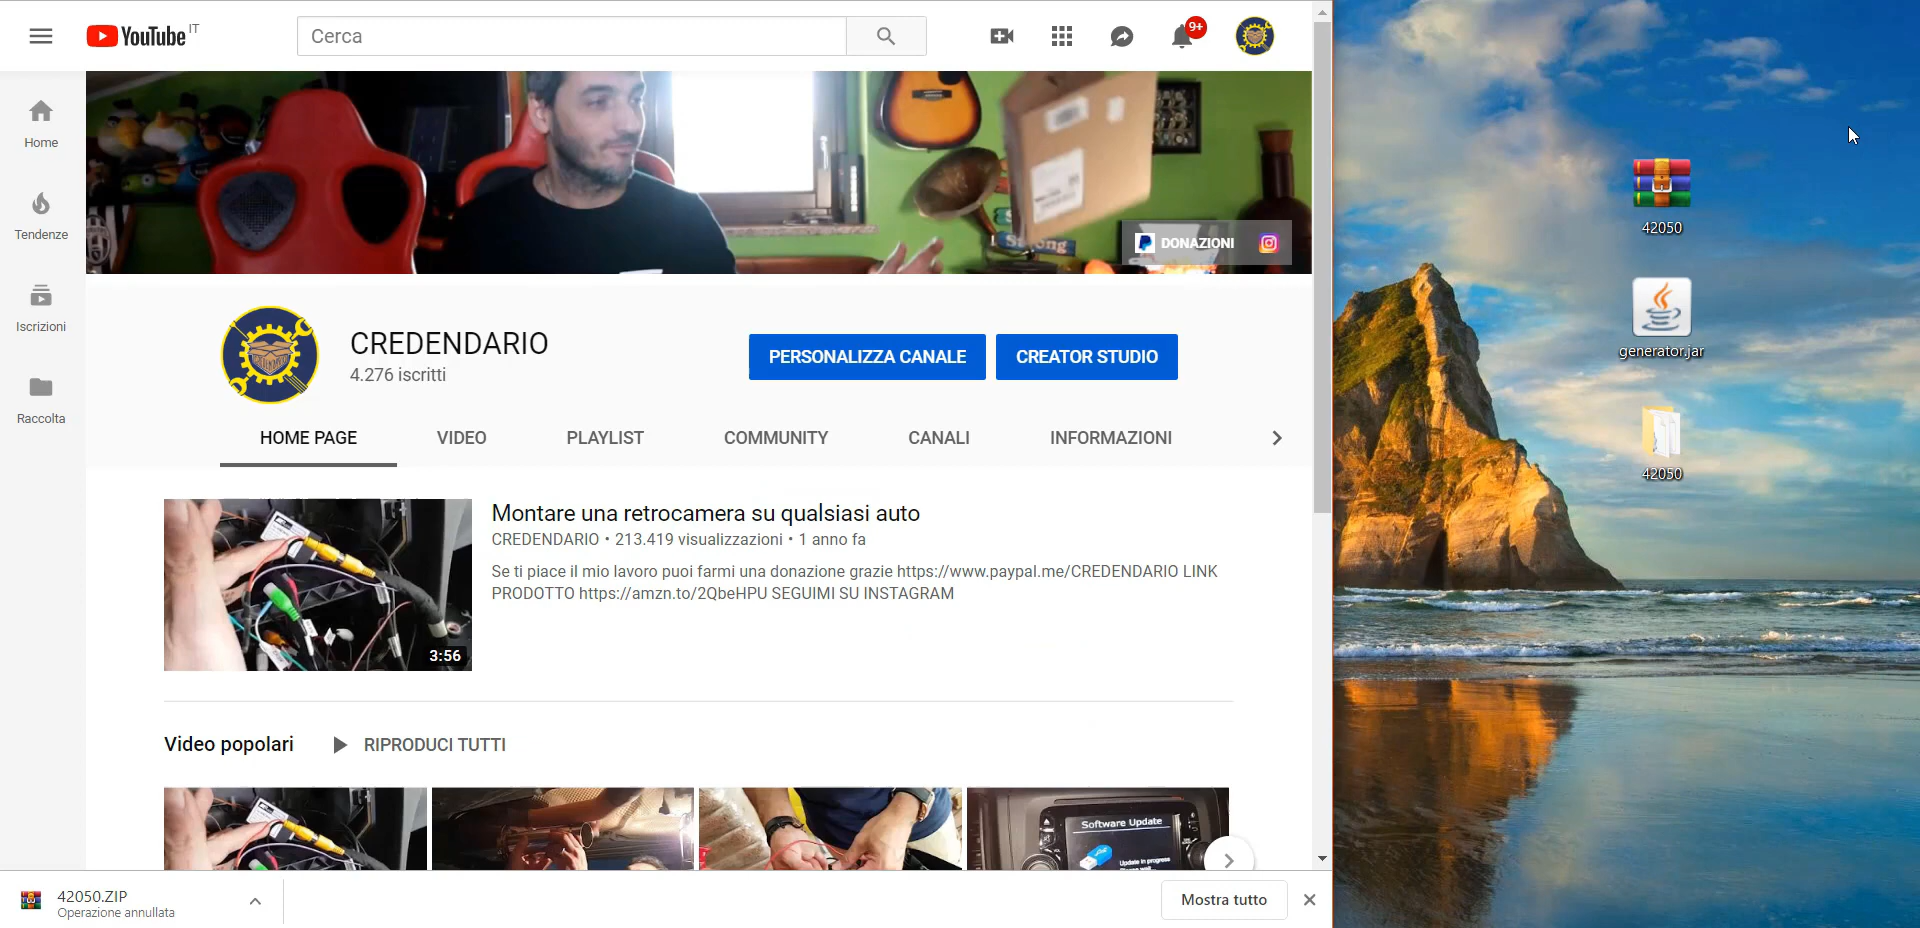 YouTube IT
Cerca
9+
Home
Tendenze
Iscrizioni
Raccolta
DONAZIONI
CREDENDARIO
4.276 iscritti
PERSONALIZZA CANALE
CREATOR STUDIO
HOME PAGE
VIDEO
PLAYLIST
COMMUNITY
CANALI
INFORMAZIONI
Montare una retrocamera su qualsiasi auto
CREDENDARIO • 213.419 visualizzazioni • 1 anno fa
Se ti piace il mio lavoro puoi farmi una donazione grazie https://www.paypal.me/CREDENDARIO LINK
PRODOTTO https://amzn.to/2QbeHPU SEGUIMI SU INSTAGRAM
3:56
Video popolari
RIPRODUCI TUTTI
Software Update
Update in progress
42050.ZIP
Operazione annullata
Mostra tutto
42050
generator.jar
42050